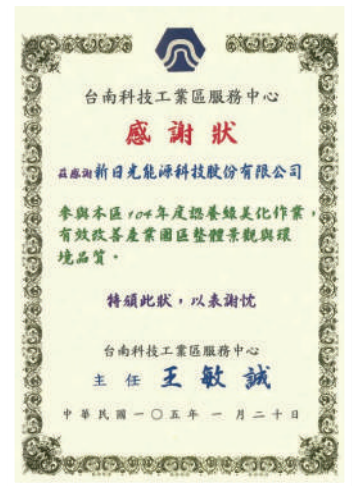 台南科技工業區服務中心
感謝狀
茲感謝新日光能源科技股份有限公司
參與本區104年度認養綠美化作業，
有效改善產業園區整體景觀與環
境品質。
特頒此狀，以表謝忱
台南科技工業區服務中心
主任 王敏誠
中華民國一○五年一月二十日